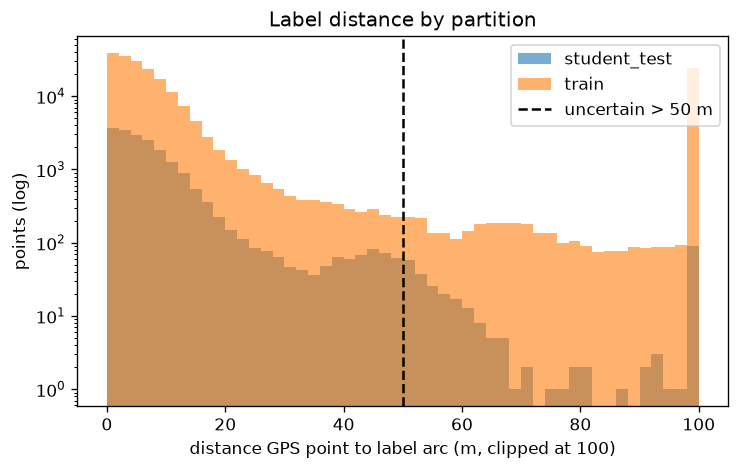 Label distance by partition
points (log)
10⁴
10³
10²
10¹
10⁰
student_test
train
uncertain > 50 m
0 20 40 60 80 100
distance GPS point to label arc (m, clipped at 100)